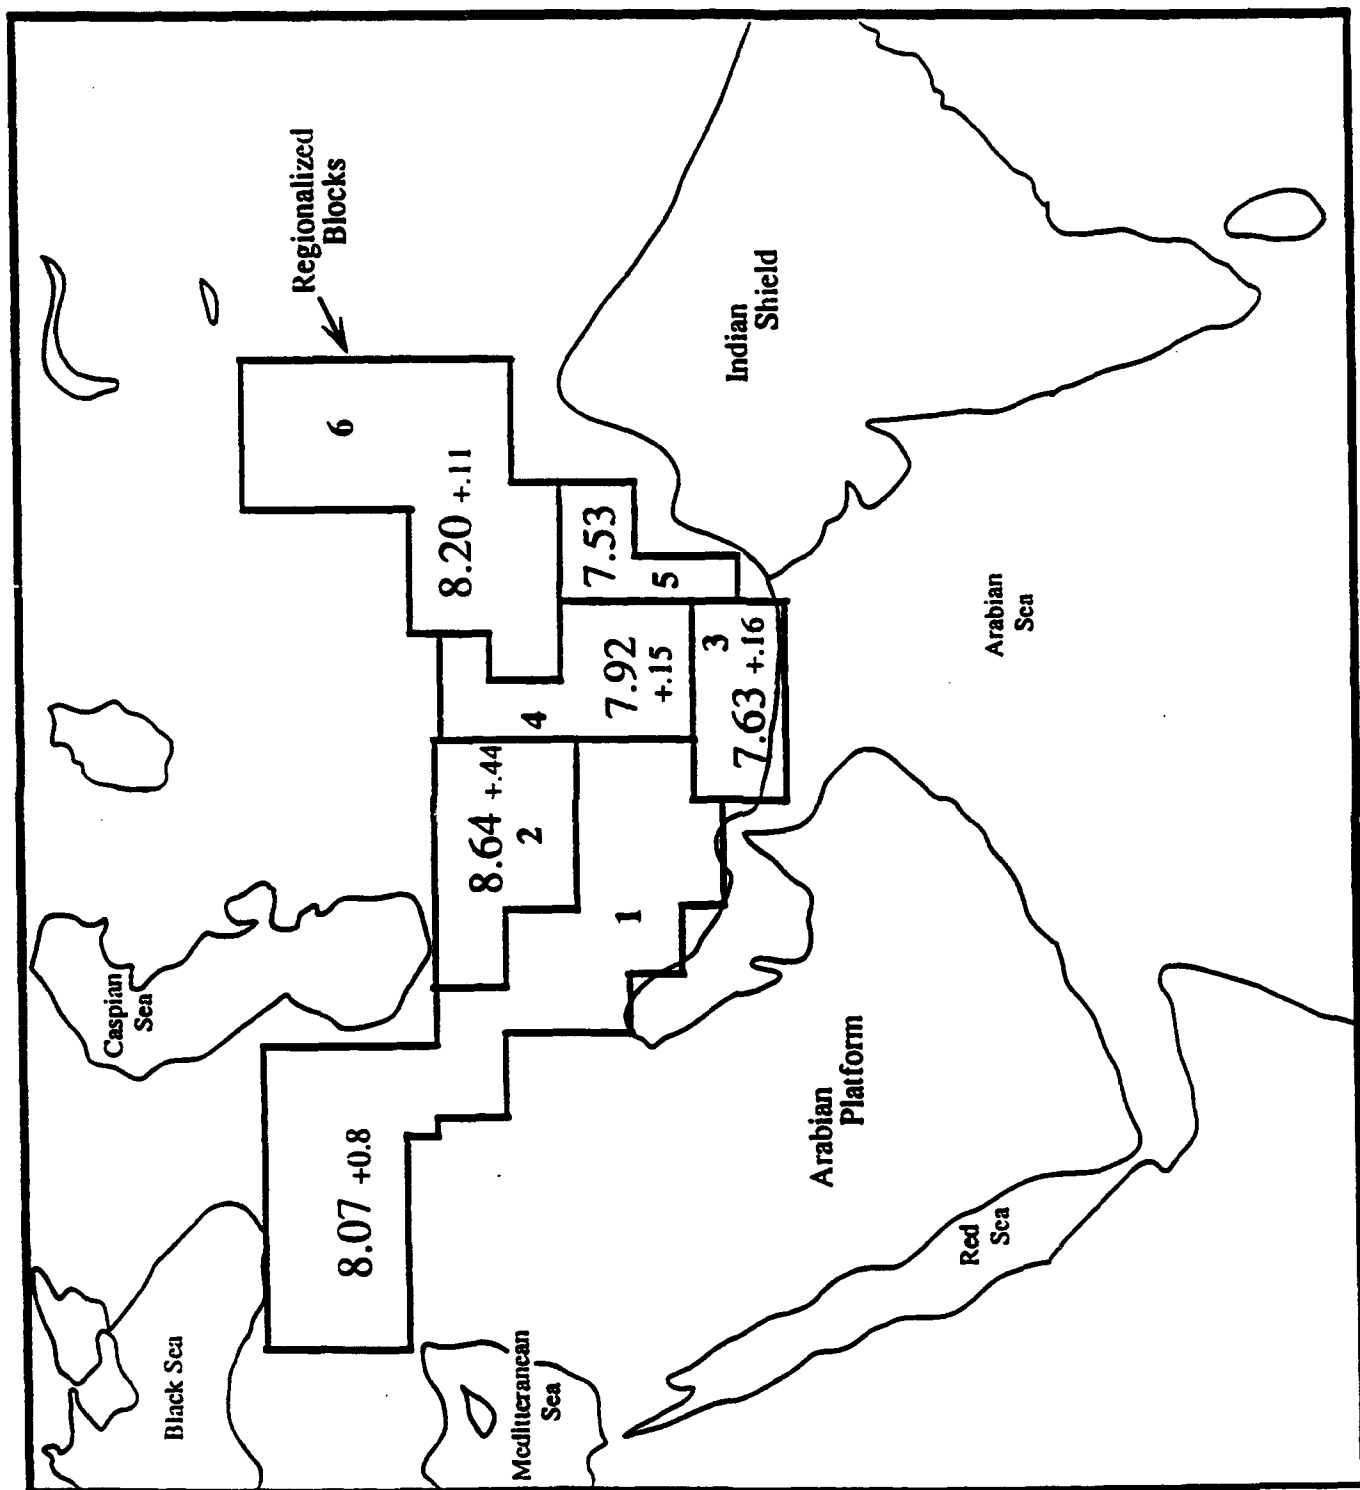 Black Sea
Caspian
Sea
Regionalized
Blocks
8.07 +0.8
6
8.20 +.11
8.64 +.44
2
4
Mediterranean
Sea
7.53
5
1
7.92
+.15
3
7.63 +.16
Indian
Shield
Arabian
Platform
Red
Sea
Arabian
Sea